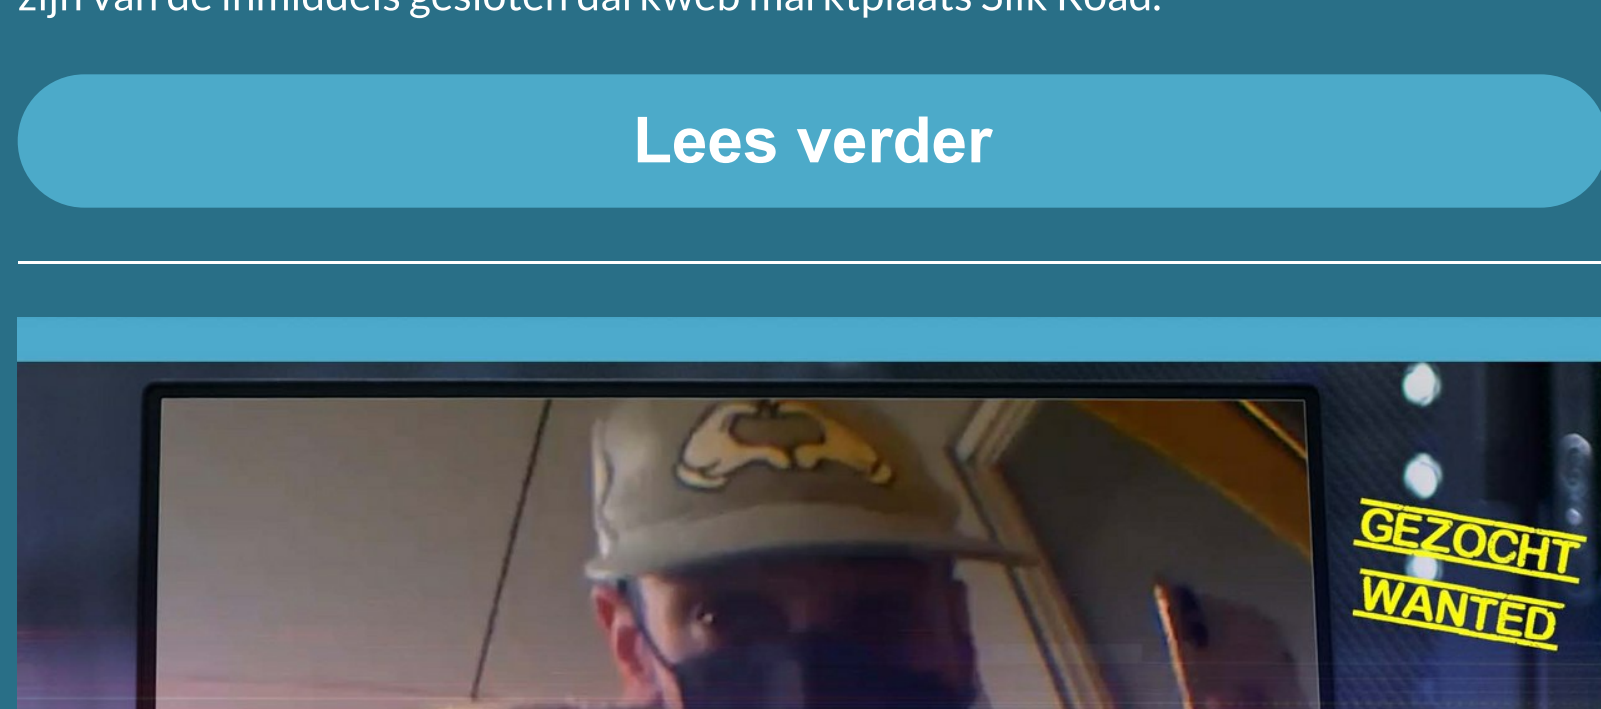 zijn van de inmiddels gesloten darkweb marktplaats Silk Road.
Lees verder
GEZOCHT
WANTED